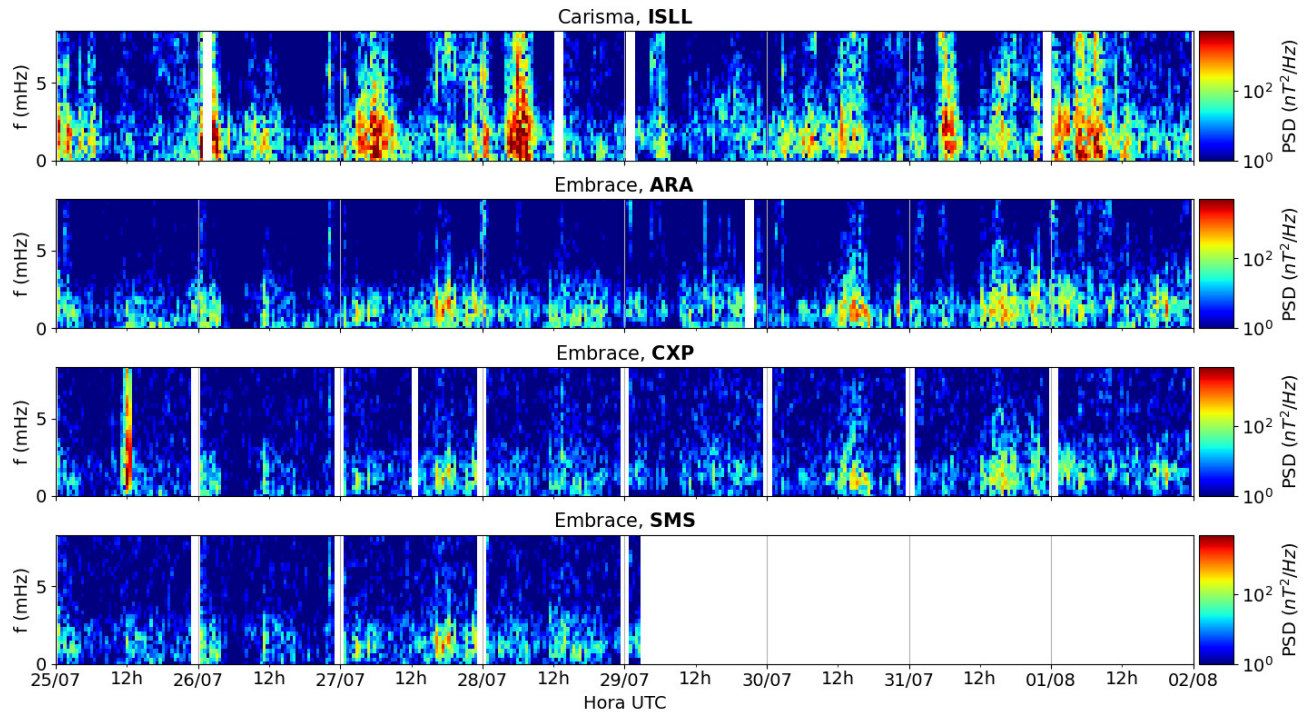 Carisma, ISLL
f (mHz)
5
0
10² 
10⁰
PSD (nT²/Hz)
Embrace, ARA
f (mHz)
5
0
10²
10⁰
PSD (nT²/Hz)
Embrace, CXP
f (mHz)
5
0
10²
10⁰
PSD (nT²/Hz)
Embrace, SMS
f (mHz)
5
0
10²
10⁰
PSD (nT²/Hz)
25/07 12h 26/07 12h 27/07 12h 28/07 12h 29/07 12h 30/07 12h 31/07 12h 01/08 12h 02/08
Hora UTC